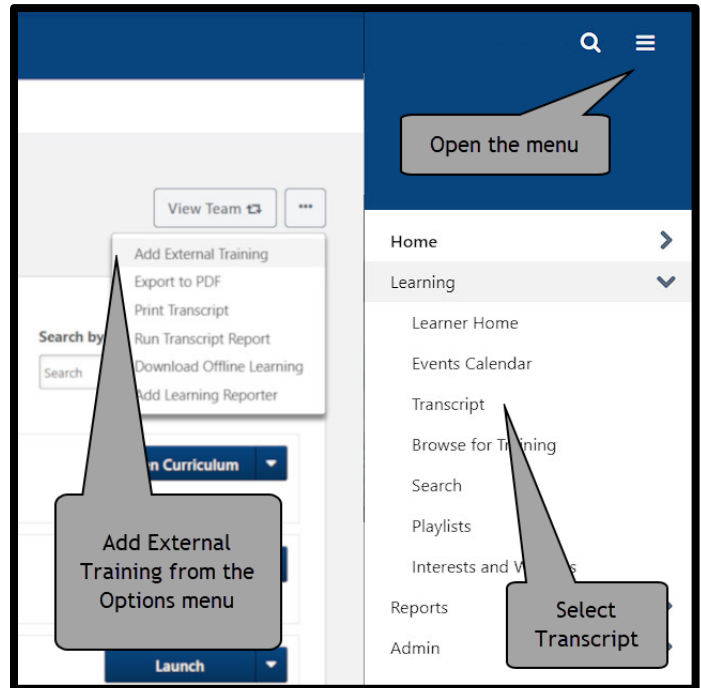 Open the menu
View Team
Add External Training
Export to PDF
Print Transcript
Run Transcript Report
Download Offline Learning
Add Learning Reporter
Search by
Search
Curriculum
Launch
Add External
Training from the
Options menu
Home
Learning
Learner Home
Events Calendar
Transcript
Browse for Training
Search
Playlists
Interests and
Reports
Admin
Select
Transcript